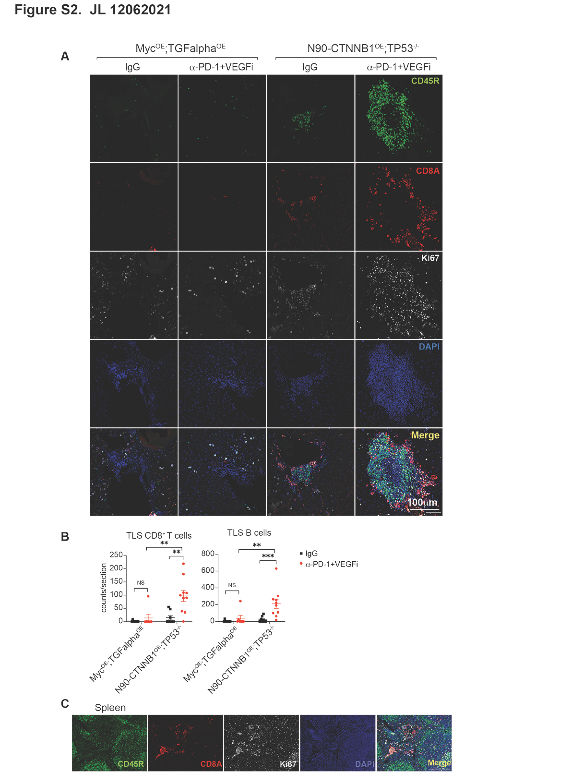 Figure S2. JL 12062021
A
Myc^OE;TGFalpha^OE N90-CTNNB1^OE;TP53^-/-
IgG α-PD-1+VEGFi IgG α-PD-1+VEGFi
CD45R
CD8A
Ki67
DAPI
Merge
100um
B
TLS CD8+ T cells TLS B cells
counts/section
250
200
150
100
50
0
NS
**
**
Myc^OE;TGFalpha^OE
N90-CTNNB1^OE;TP53^-/-
800
600
400
200
0
NS
**
***
Myc^OE;TGFalpha^OE
N90-CTNNB1^OE;TP53^-/-
IgG
α-PD-1+VEGFi
C
Spleen
CD45R CD8A Ki67 DAPI Merge